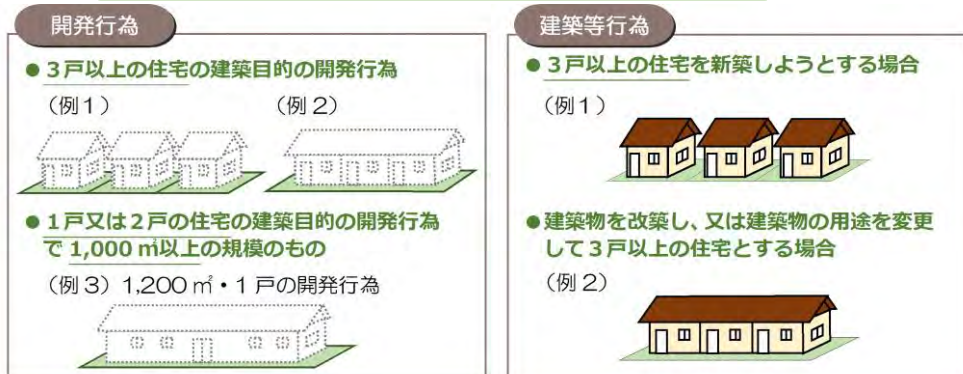 開発行為
● 3戸以上の住宅の建築目的の開発行為
（例1）　（例2）
● 1戸又は2戸の住宅の建築目的の開発行為
で 1,000 ㎡以上の規模のもの
（例3）1,200 ㎡・1戸の開発行為
建築等行為
● 3戸以上の住宅を新築しようとする場合
（例1）
● 建築物を改築し、又は建築物の用途を変更
して3戸以上の住宅とする場合
（例2）